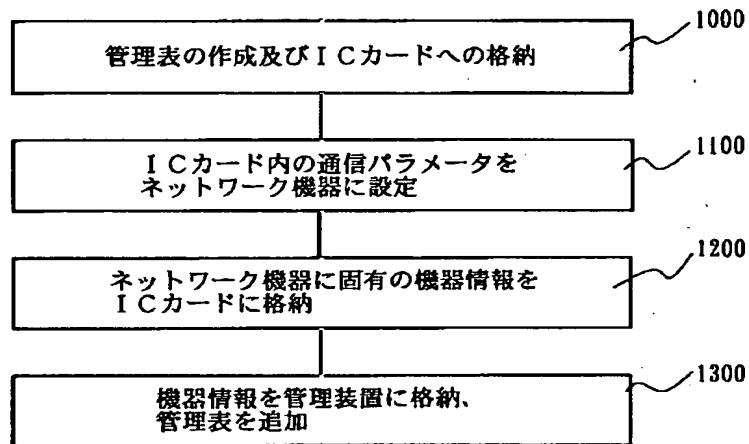 1000
管理表の作成及びICカードへの格納
1100
ICカード内の通信パラメータを
ネットワーク機器に設定
1200
ネットワーク機器に固有の機器情報を
ICカードに格納
1300
機器情報を管理装置に格納、
管理表を追加